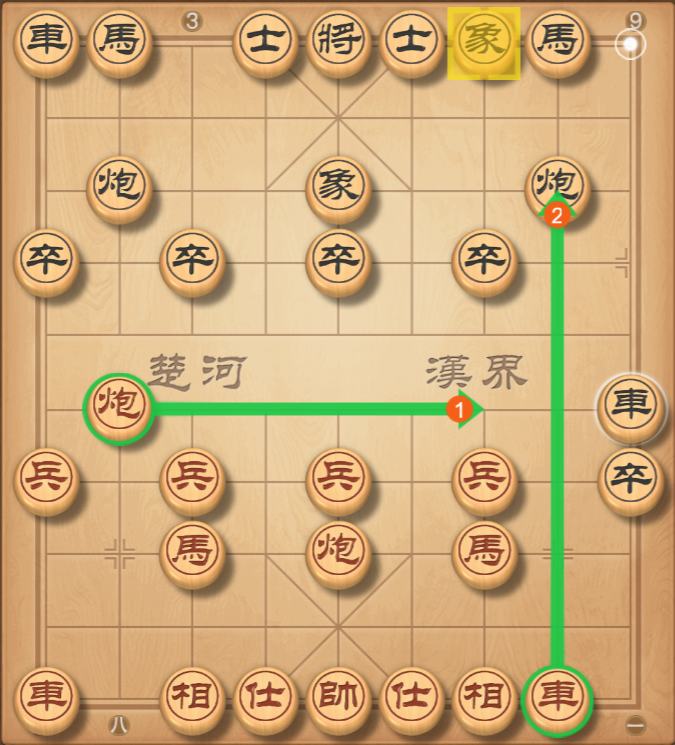 3 9
車 馬 士 將 士 象 馬
炮 象 炮
2
卒 卒 卒 卒
楚河 漢界
炮 1 車
兵 兵 兵 兵 卒
馬 炮 馬
車 相 仕 帥 仕 相 車
八 一